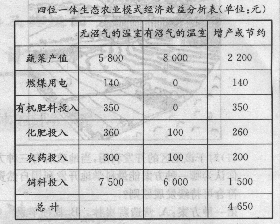 四位一体生态农业模式经济效益分析表(单位:元)
无沼气的温室 有沼气的温室 增产或节约
蔬菜产值 5 800 8 000 2 200
燃煤用电 140 0 140
有机肥料投入 350 0 350
化肥投入 360 100 260
农药投入 300 100 200
饲料投入 7 500 6 000 1 500
总计 4 650